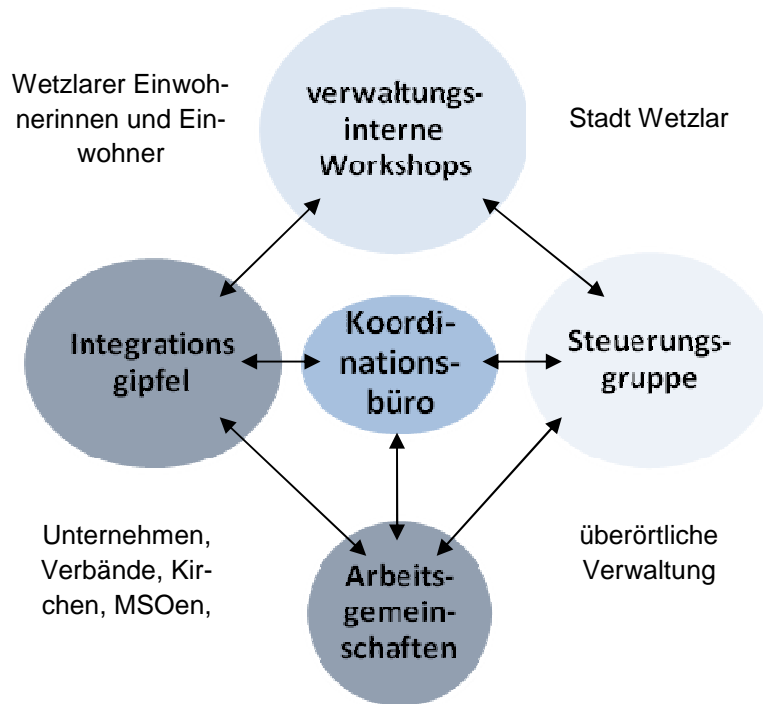 Wetzlarer Einwoh-
nerinnen und Ein-
wohner
verwaltungs-
interne
Workshops
Stadt Wetzlar
Integrations
gipfel
Koordi-
nations-
büro
Steuerungs-
gruppe
Unternehmen,
Verbände, Kir-
chen, MSOen,
Arbeits-
gemein-
schaften
überörtliche
Verwaltung